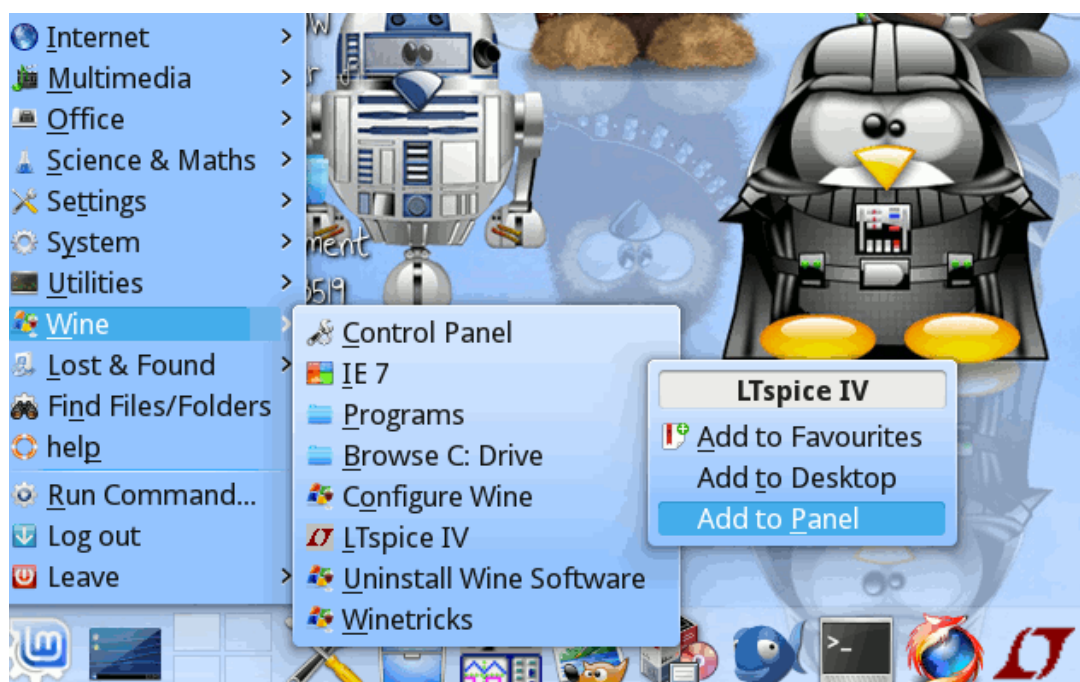 Internet
Multimedia
Office
Science & Maths
Settings
System
Utilities
Wine
Lost & Found
Find Files/Folders
help
Run Command...
Log out
Leave
Control Panel
IE 7
Programs
Browse C: Drive
Configure Wine
LTspice IV
Uninstall Wine Software
Winetricks
LTspice IV
Add to Favourites
Add to Desktop
Add to Panel